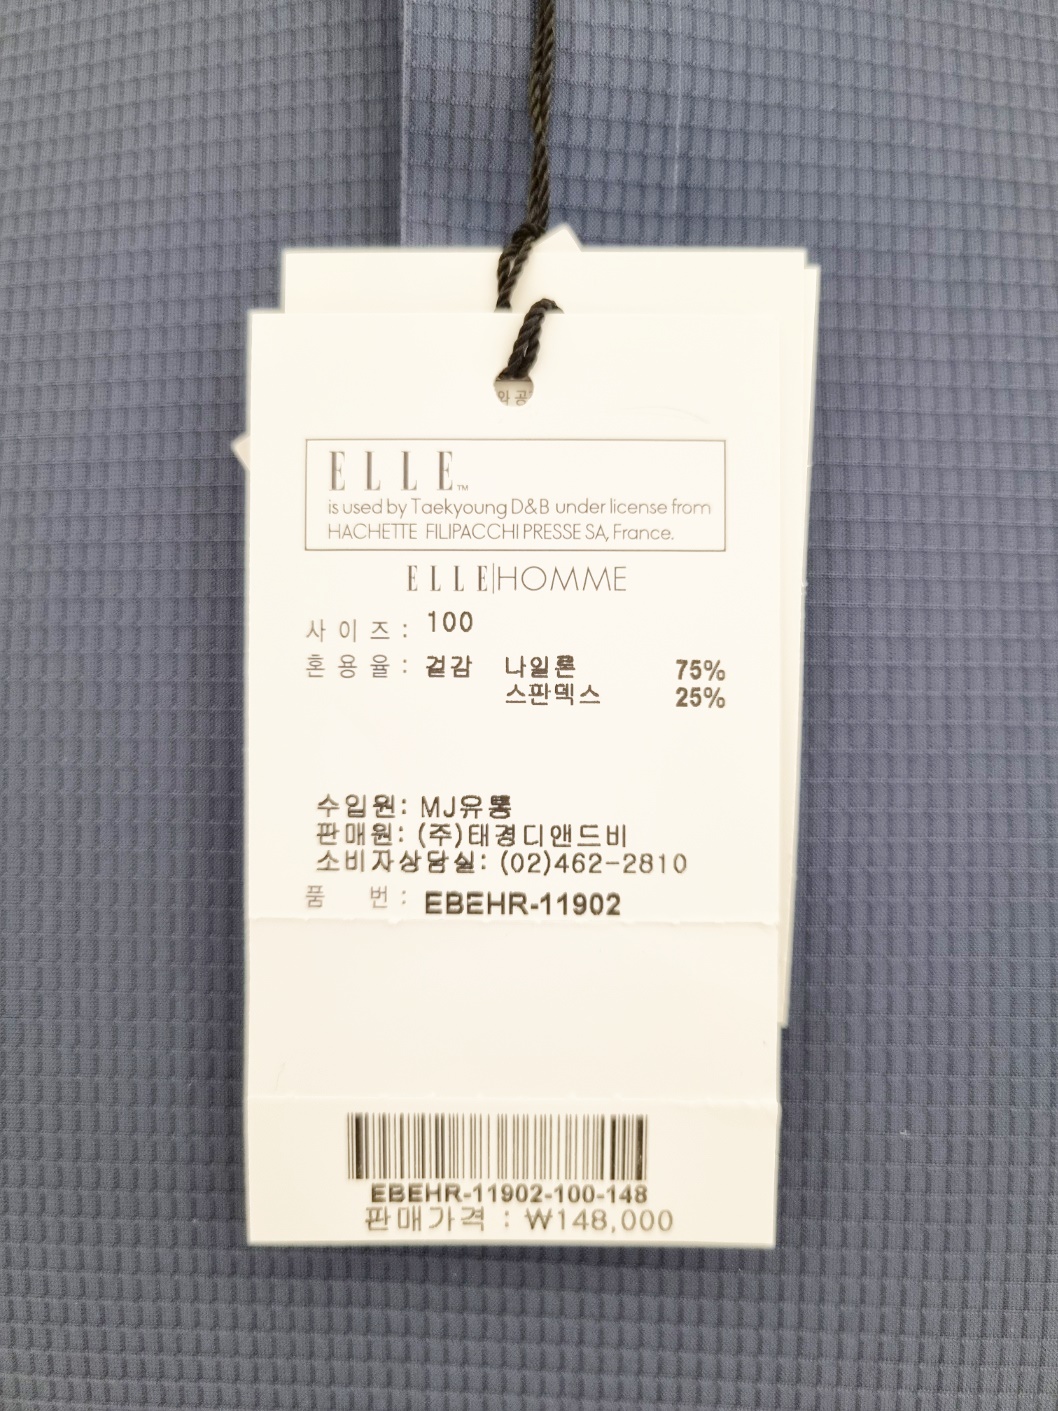 와 공
ELLE™
is used by Taekyoung D&B under license from
HACHETTE FILIPACCHI PRESSE SA, France.
ELLE|HOMME
사 이 즈 : 100
혼 용 율 : 겉감 나일론 75%
스판덱스 25%
수입원: MJ유통
판매원: (주)태경디앤드비
소비자상담실: (02)462-2810
품 번 : EBEHR-11902
EBEHR-11902-100-148
판매가격 : ₩148,000